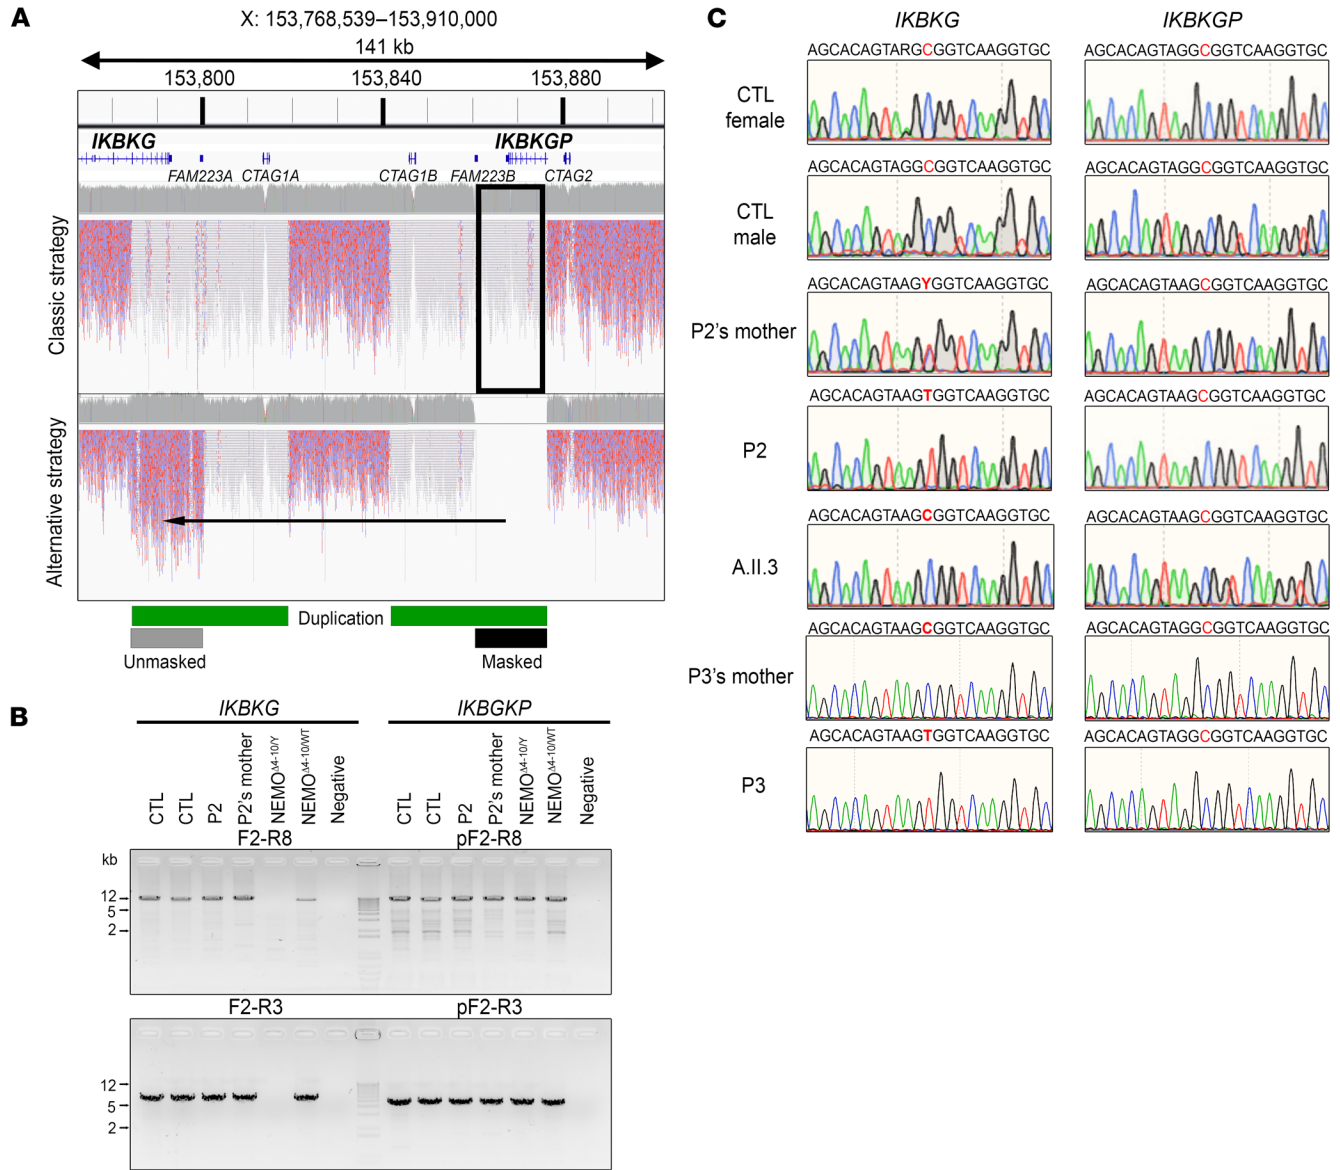 A
X: 153,768,539–153,910,000
141 kb
153,800
153,840
153,880
IKBKG
IKBKGP
FAM223A
CTAG1A
CTAG1B
FAM223B
CTAG2
Classic strategy
Alternative strategy
Duplication
Unmasked
Masked
B
IKBKG
IKBGKP
CTL
CTL
P2
P2's mother
NEMOΔ4-10/Y
NEMOΔ4-10/WT
Negative
CTL
CTL
P2
P2's mother
NEMOΔ4-10/Y
NEMOΔ4-10/WT
Negative
F2-R8
pF2-R8
kb
12
5
2
F2-R3
pF2-R3
12
5
2
C
IKBKG
IKBKGP
CTL female
AGCACAGTARGCGGTCAAGGTGC
AGCACAGTAGGCGGTCAAGGTGC
CTL male
AGCACAGTAGGCGGTCAAGGTGC
AGCACAGTAGGCGGTCAAGGTGC
P2's mother
AGCACAGTAAGYGGTCAAGGTGC
AGCACAGTAAGCGGTCAAGGTGC
P2
AGCACAGTAAGTGGTCAAGGTGC
AGCACAGTAAGCGGTCAAGGTGC
A.II.3
AGCACAGTAAGCGGTCAAGGTGC
AGCACAGTAAGCGGTCAAGGTGC
P3's mother
AGCACAGTAAGCGGTCAAGGTGC
AGCACAGTAGGCGGTCAAGGTGC
P3
AGCACAGTAAGTGGTCAAGGTGC
AGCACAGTAGGCGGTCAAGGTGC